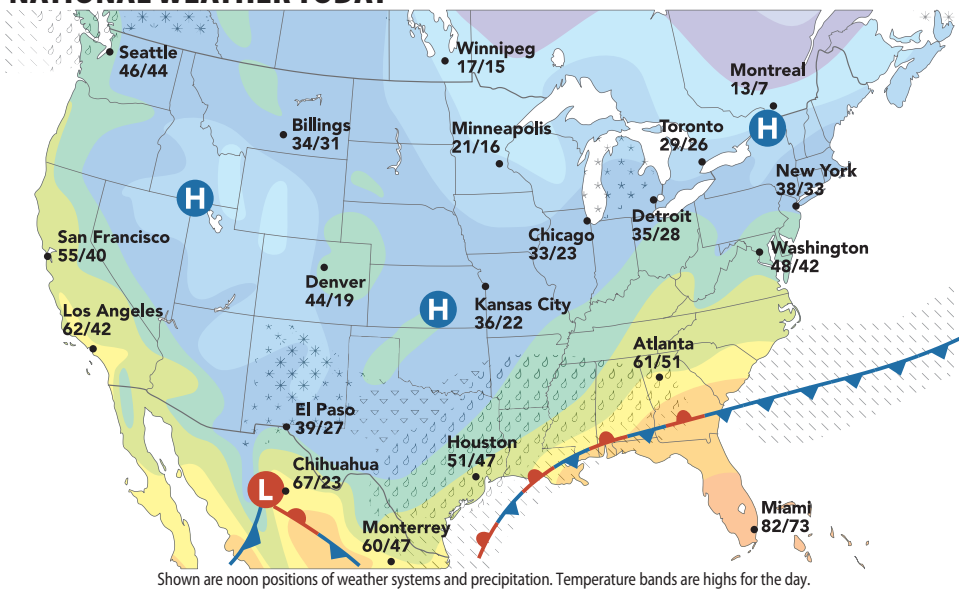 NATIONAL WEATHER TODAY
Seattle
46/44
Winnipeg
17/15
Montreal
13/7
Billings
34/31
Minneapolis
21/16
Toronto
29/26
H
New York
38/33
H
Detroit
35/28
Chicago
33/23
San Francisco
55/40
Washington
48/42
Denver
44/19
H
Kansas City
36/22
Los Angeles
62/42
Atlanta
61/51
El Paso
39/27
Houston
51/47
Chihuahua
67/23
L
Miami
82/73
Monterrey
60/47
Shown are noon positions of weather systems and precipitation. Temperature bands are highs for the day.